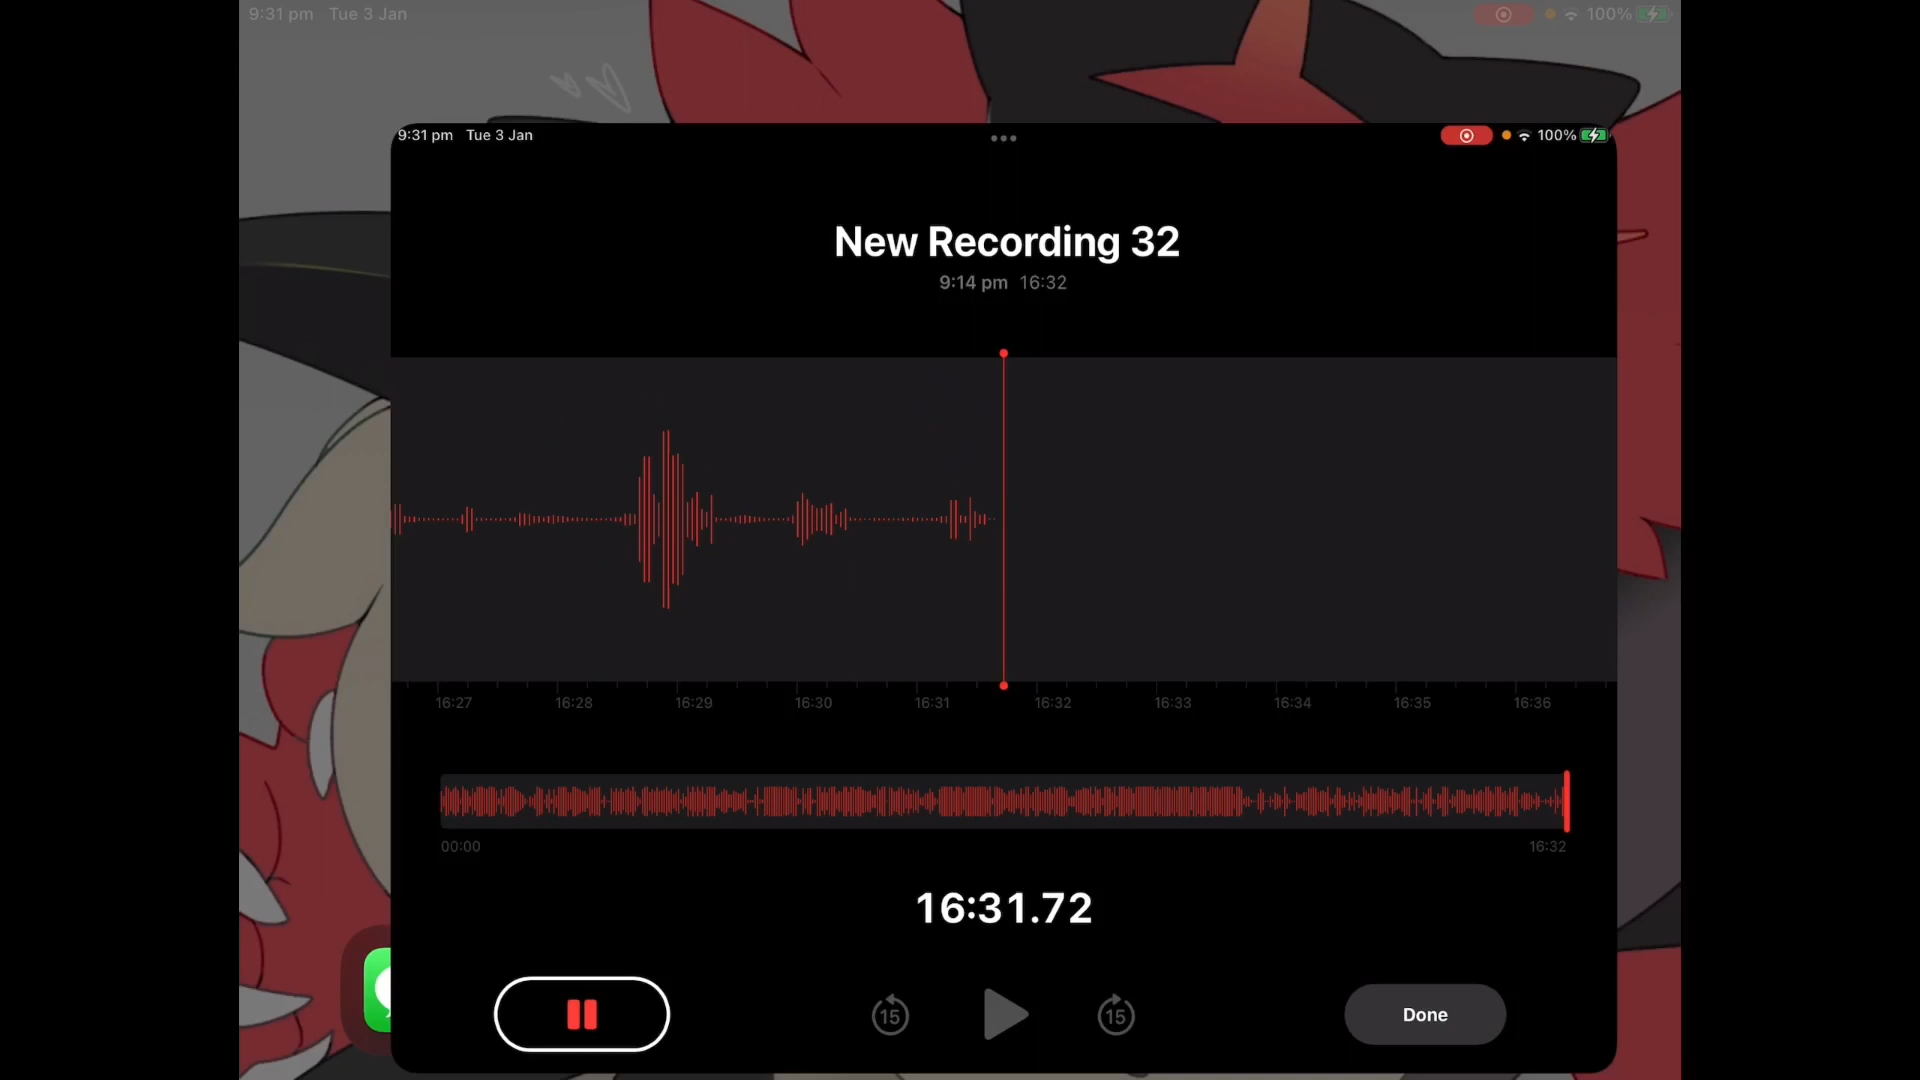 9:31 pm Tue 3 Jan
100%
9:31 pm Tue 3 Jan
100%
New Recording 32
9:14 pm 16:32
16:27 16:28 16:29 16:30 16:31 16:32 16:33 16:34 16:35 16:36
00:00 16:32
16:31.72
15 15 Done